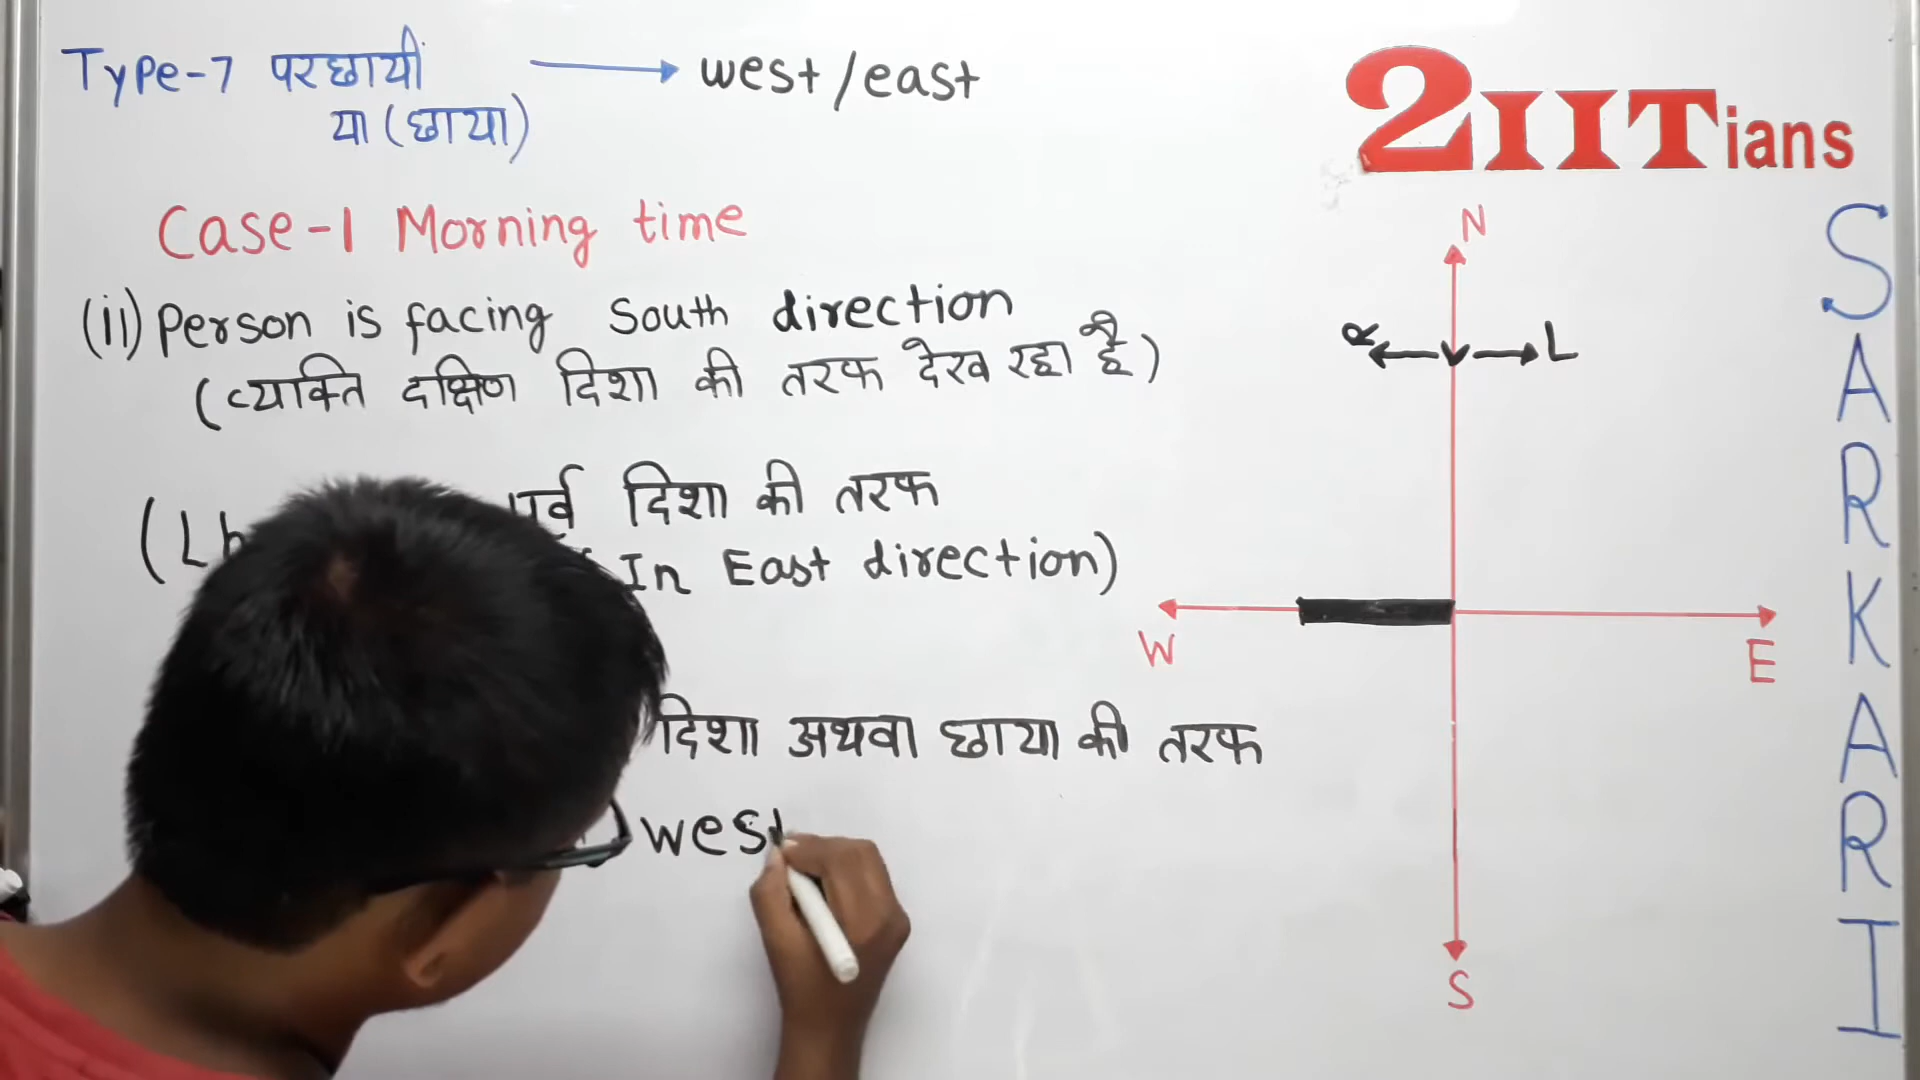 Type-7 परछायी → west/east
या (छाया)
2IITians
SARKARI
Case-1 Morning time
(ii) Person is facing South direction
(व्यक्ति दक्षिण दिशा की तरफ देख रहा है)
दिशा की तरफ
In East direction)
दिशा अथवा छाया की तरफ
west
N
R L
W E
S